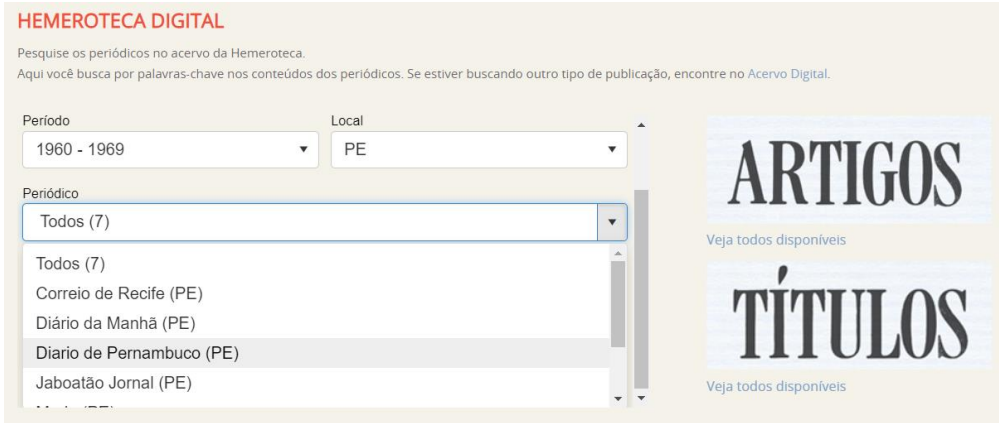 HEMEROTECA DIGITAL
Pesquise os periódicos no acervo da Hemeroteca.
Aqui você busca por palavras-chave nos conteúdos dos periódicos. Se estiver buscando outro tipo de publicação, encontre no Acervo Digital.
Período
Local
1960 - 1969
PE
Periódico
Todos (7)
Todos (7)
Correio de Recife (PE)
Diário da Manhã (PE)
Diario de Pernambuco (PE)
Jaboatão Jornal (PE)
ARTIGOS
Veja todos disponíveis
TÍTULOS
Veja todos disponíveis